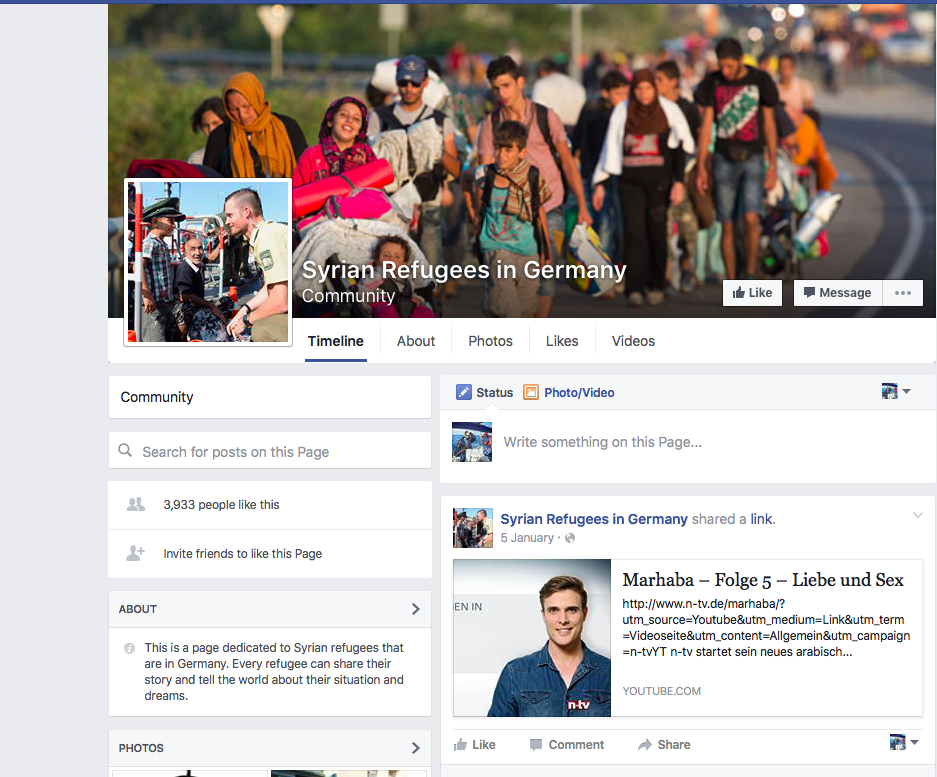 Syrian Refugees in Germany
Community
Like
Message
Timeline
About
Photos
Likes
Videos
Community
Search for posts on this Page
3,933 people like this
Invite friends to like this Page
ABOUT
This is a page dedicated to Syrian refugees that
are in Germany. Every refugee can share their
story and tell the world about their situation and
dreams.
PHOTOS
Status
Photo/Video
Write something on this Page...
Syrian Refugees in Germany shared a link.
5 January ·
EN IN
n-tv
Marhaba – Folge 5 – Liebe und Sex
http://www.n-tv.de/marhaba/?
utm_source=Youtube&utm_medium=Link&utm_term
=Videoseite&utm_content=Allgemein&utm_campaign
=n-tvYT n-tv startet sein neues arabisch...
YOUTUBE.COM
Like
Comment
Share